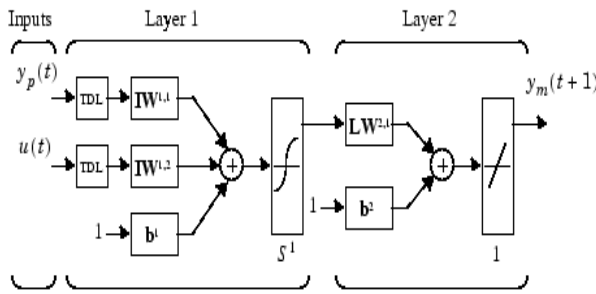 Inputs Layer 1 Layer 2
y_p(t) TDL IW^{1,1} LW^{2,1} y_m(t+1)
u(t) TDL IW^{1,2}
1 b^1 1 b^2
S^1 1